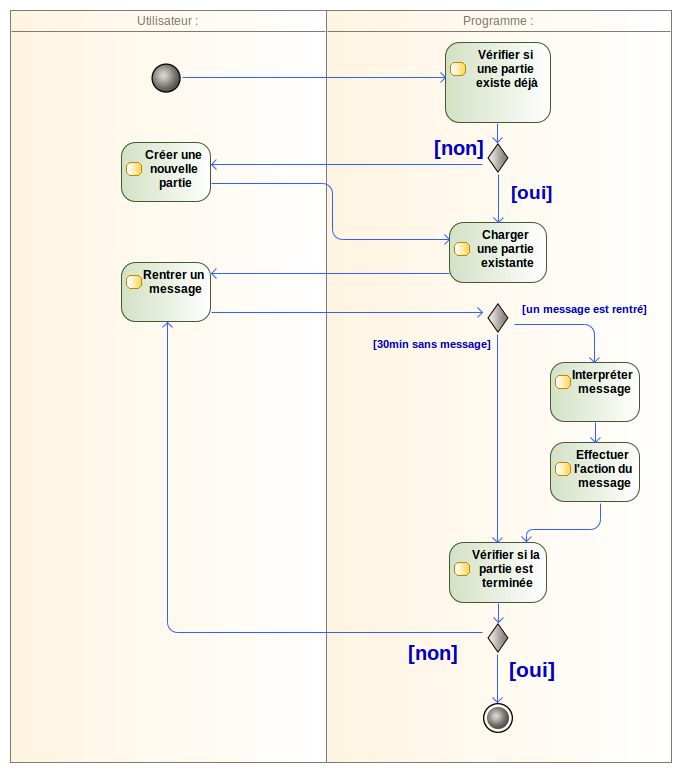 Utilisateur :
Programme :
Vérifier si
une partie
existe déjà
[non]
Créer une
nouvelle
partie
[oui]
Charger
une partie
existante
Rentrer un
message
[un message est rentré]
[30min sans message]
Interpréter
message
Effectuer
l'action du
message
Vérifier si la
partie est
terminée
[non]
[oui]